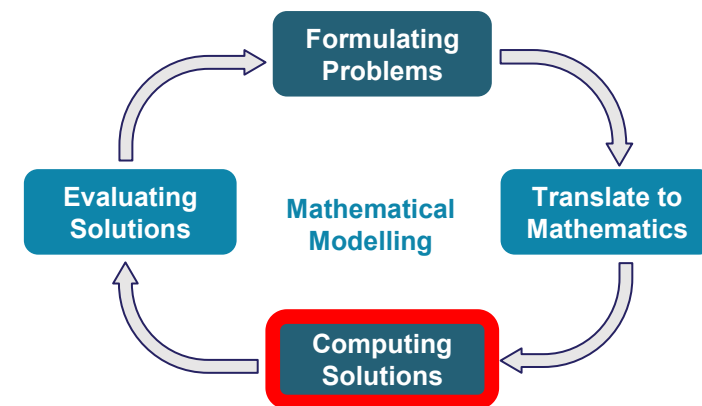 Formulating
Problems
Evaluating
Solutions
Mathematical
Modelling
Translate to
Mathematics
Computing
Solutions